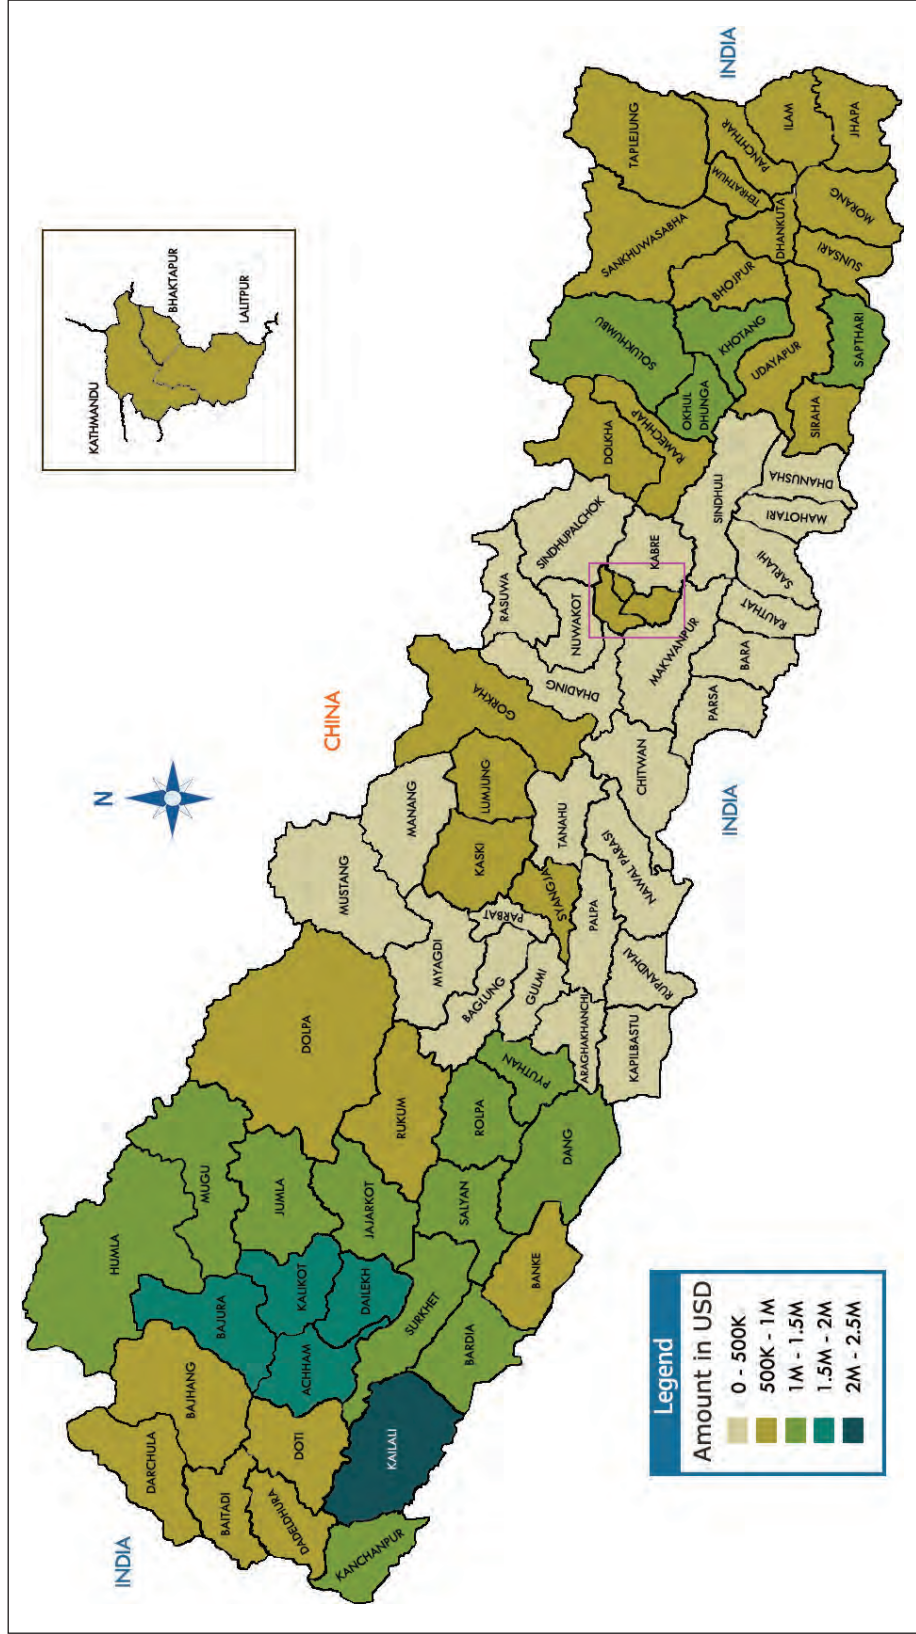 KATHMANDU
BHAKTAPUR
LALITPUR
N
CHINA
INDIA
INDIA
INDIA
DARCHULA
BAJHANG
BAITADI
DADELDHURA
DOTI
KANCHANPUR
KAILALI
HUMLA
BAJURA
MUGU
JUMLA
KALIKOT
ACHHAM
DAILEKH
JAJARKOT
SURKHET
BARDIA
BANKE
SALYAN
DOLPA
RUKUM
ROLPA
PYUTHAN
DANG
MUSTANG
MANANG
MYAGDI
BAGLUNG
PARBAT
GULMI
ARAGHAKHANCHI
KAPILBASTU
RUPANDHAI
PALPA
NAWAL PARASI
SYANGJA
KASKI
LUMJUNG
GORKHA
TANAHU
CHITWAN
DHADING
RASUWA
NUWAKOT
SINDHUPALCHOK
KABRE
MAKWANPUR
PARSA
BARA
RAUTHAT
SARLAHI
MAHOTARI
DHANUSHA
SINDHULI
DOLKHA
RAMECHHAP
OKHUL
DHUNGA
SOLUKHUMBU
KHOTANG
UDAYAPUR
SIRAHA
SAPTHARI
SANKHUWASABHA
BHOJPUR
DHANKUTA
TEHRATHUM
SUNSARI
MORANG
TAPLEJUNG
PANCHTHAR
ILAM
JHAPA
Legend
Amount in USD
0 - 500K
500K - 1M
1M - 1.5M
1.5M - 2M
2M - 2.5M